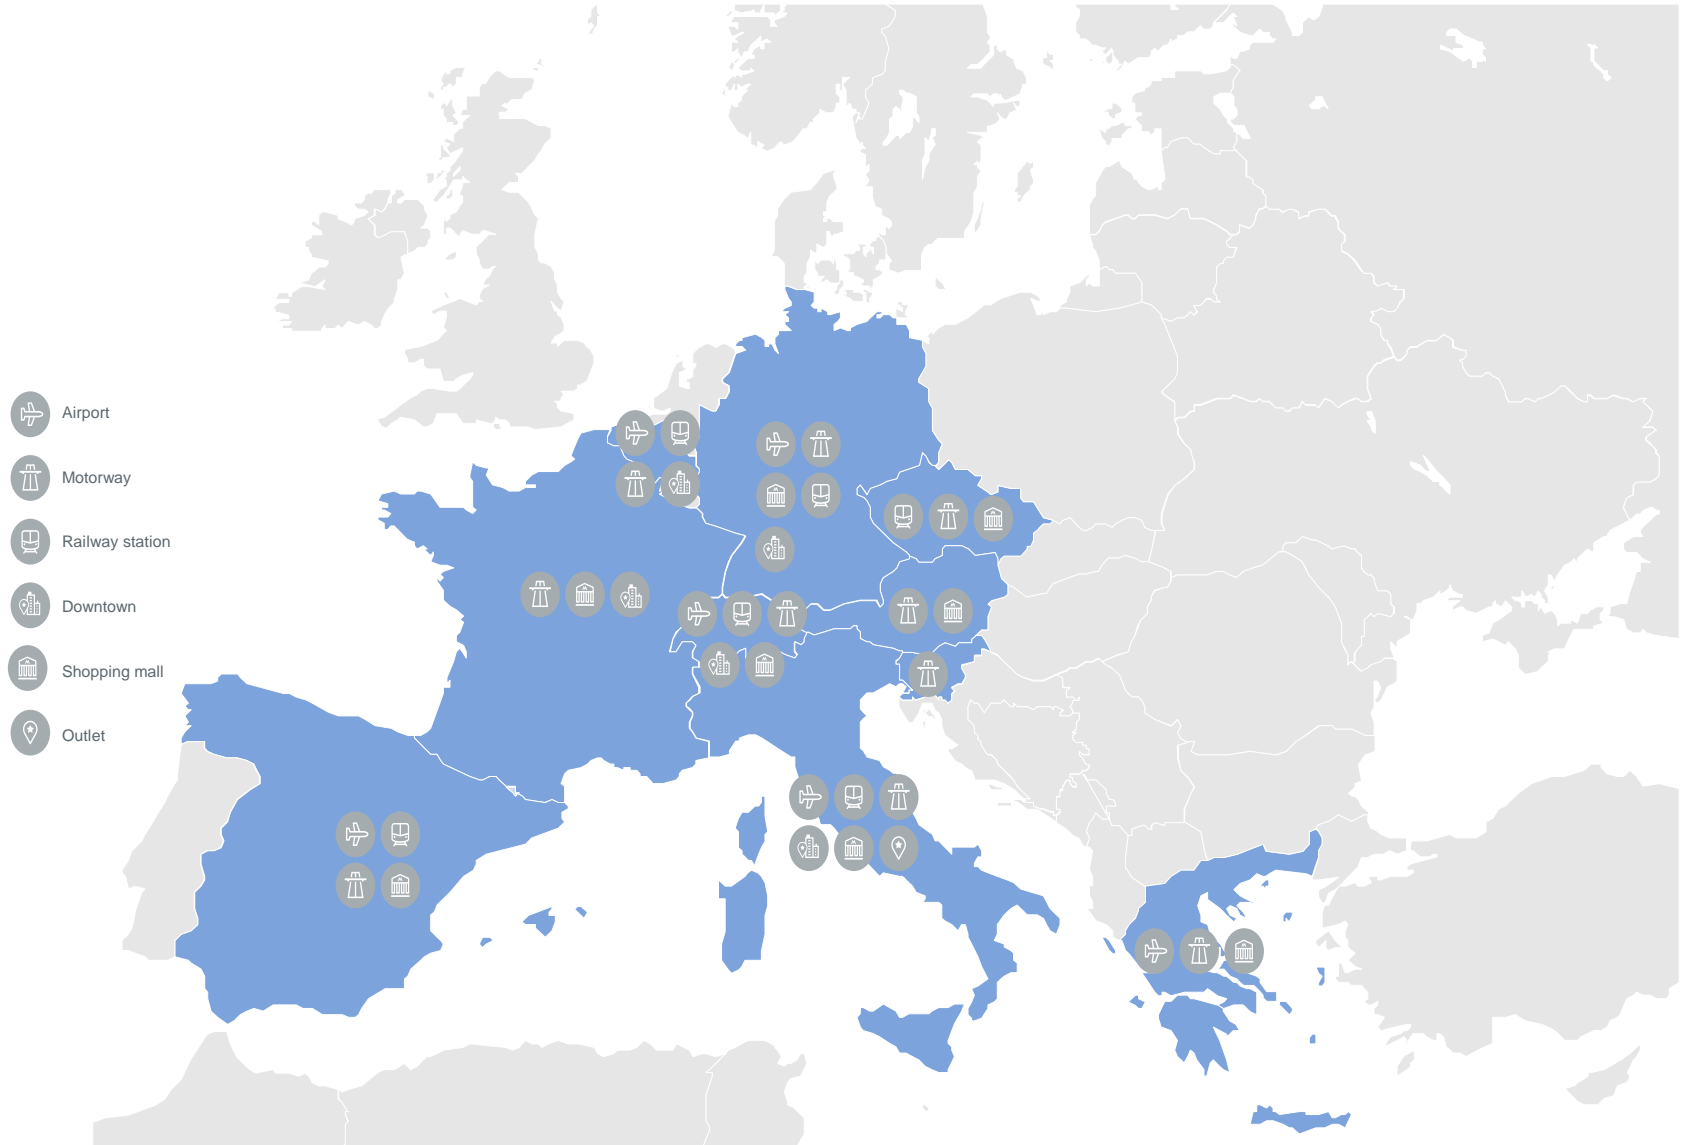 Airport
Motorway
Railway station
Downtown
Shopping mall
Outlet